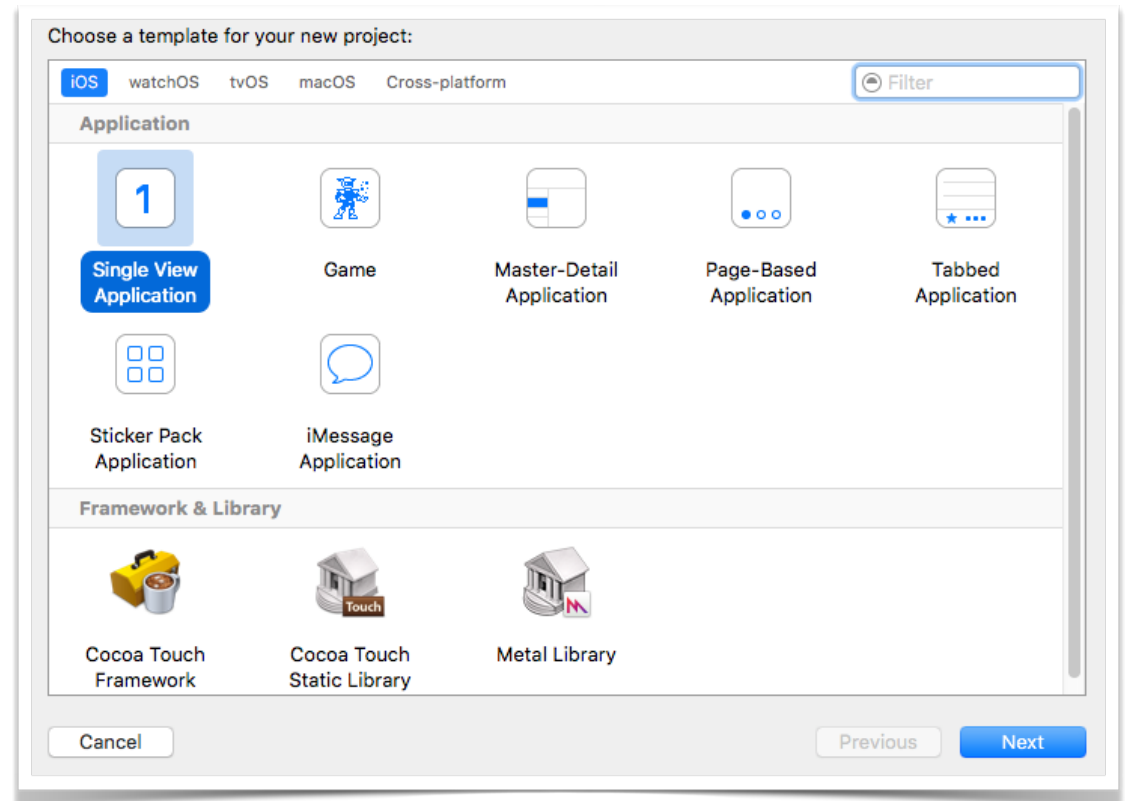 Choose a template for your new project:
iOS watchOS tvOS macOS Cross-platform Filter
Application
1
Single View Application
Game
Master-Detail Application
Page-Based Application
Tabbed Application
Sticker Pack Application
iMessage Application
Framework & Library
Touch
Cocoa Touch Framework
Cocoa Touch Static Library
Metal Library
Cancel Previous Next